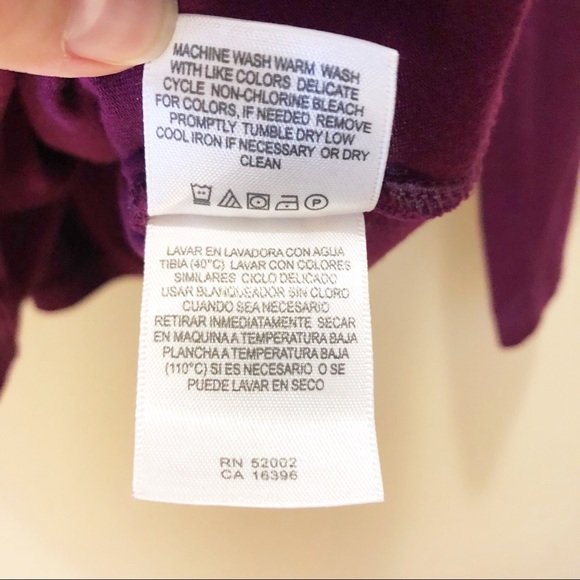 MACHINE WASH WARM WASH
WITH LIKE COLORS DELICATE
CYCLE NON-CHLORINE BLEACH
FOR COLORS, IF NEEDED REMOVE
PROMPTLY TUMBLE DRY LOW
COOL IRON IF NECESSARY OR DRY
CLEAN
P
LAVAR EN LAVADORA CON AGUA
TIBIA (40°C) LAVAR CON COLORES
SIMILARES CICLO DELICADO
USAR BLANQUEADOR SIN CLORO
CUANDO SEA NECESARIO
RETIRAR INMEDIATAMENTE SECAR
EN MAQUINA A TEMPERATURA BAJA
PLANCHA A TEMPERATURA BAJA
(110°C) SI ES NECESARIO O SE
PUEDE LAVAR EN SECO
RN 52002
CA 16396